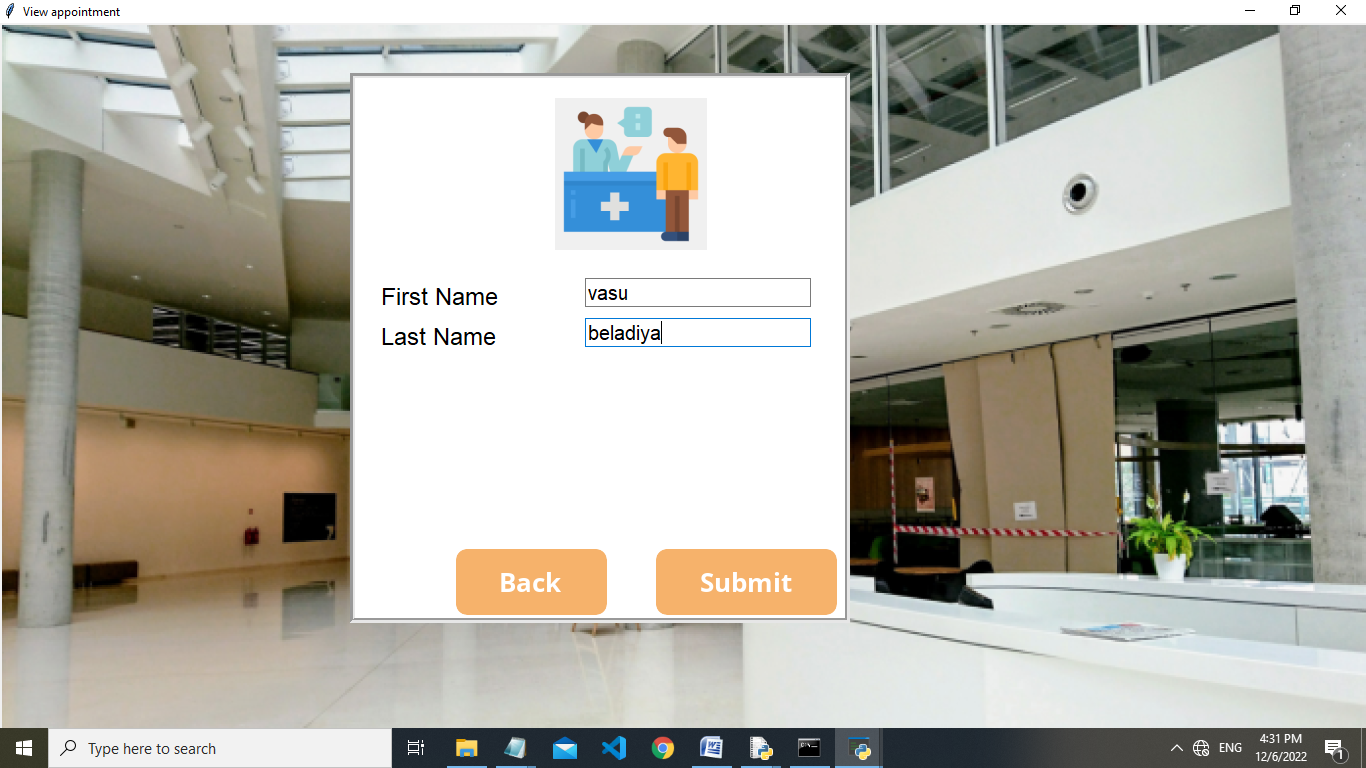 View appointment
First Name
vasu
Last Name
beladiya
Back
Submit
Type here to search
ENG
4:31 PM
12/6/2022
1